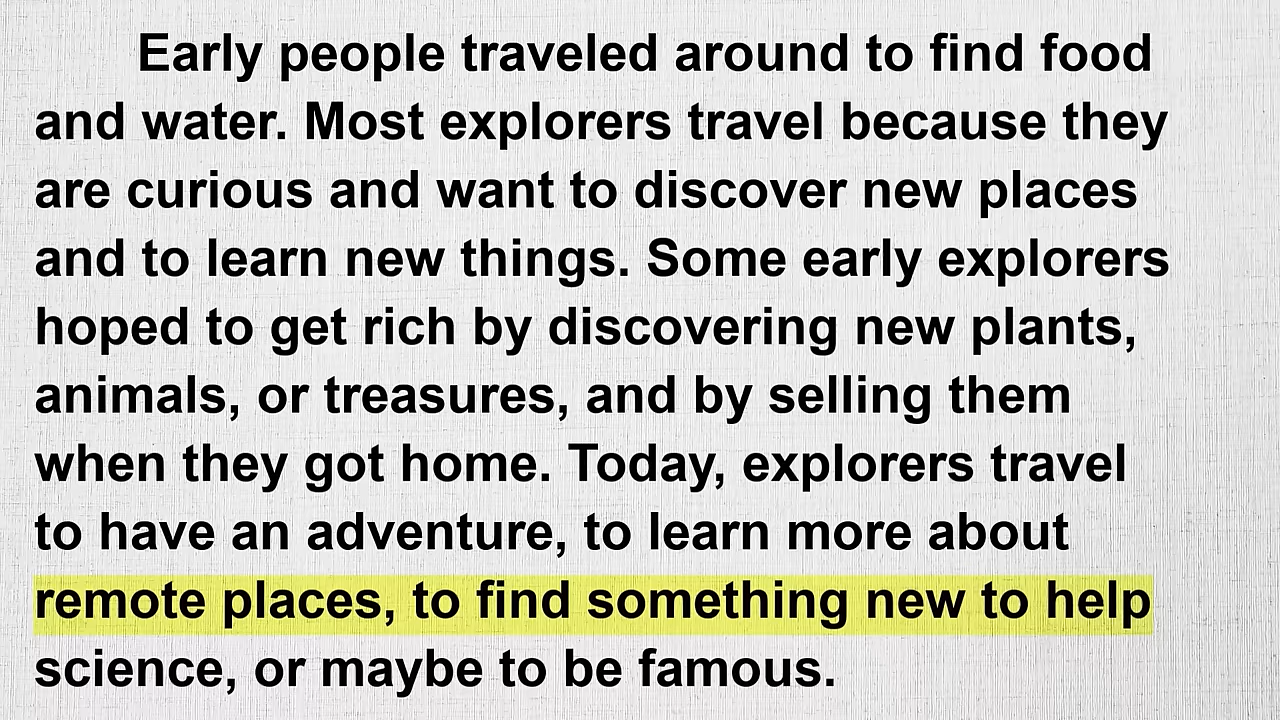 Early people traveled around to find food
and water. Most explorers travel because they
are curious and want to discover new places
and to learn new things. Some early explorers
hoped to get rich by discovering new plants,
animals, or treasures, and by selling them
when they got home. Today, explorers travel
to have an adventure, to learn more about
remote places, to find something new to help
science, or maybe to be famous.